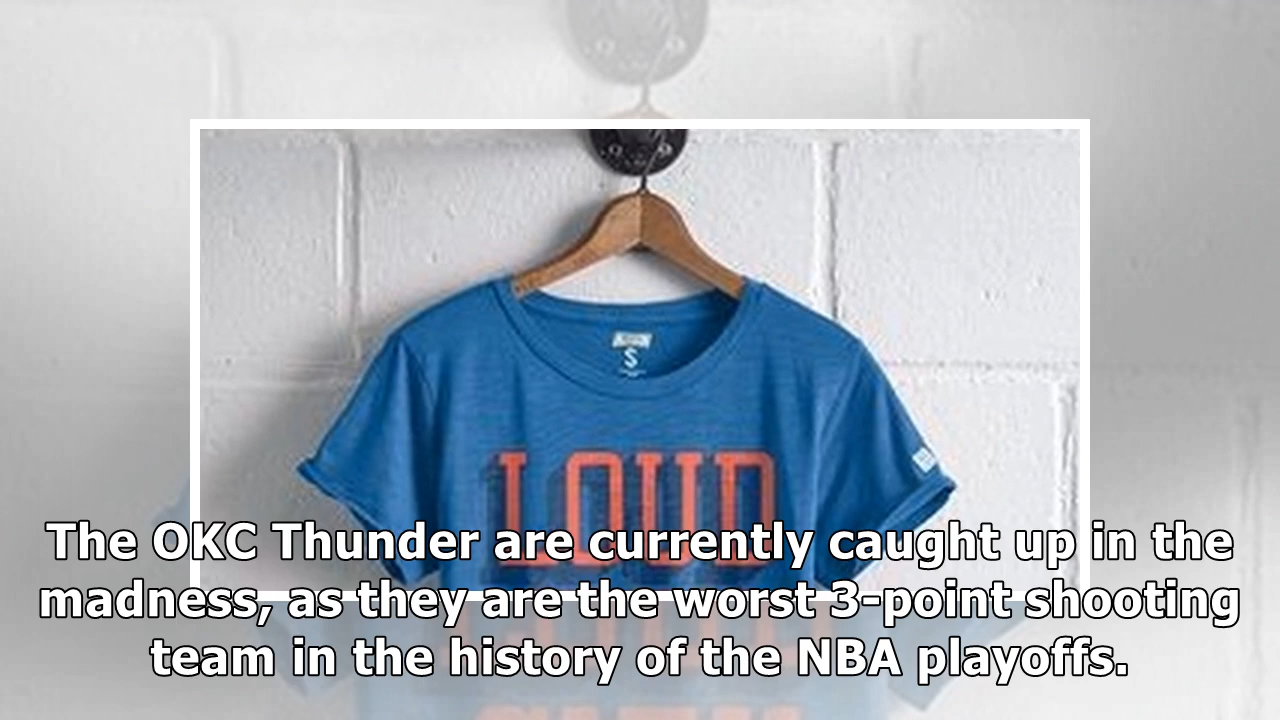 S
LOUD
The OKC Thunder are currently caught up in the
madness, as they are the worst 3-point shooting
team in the history of the NBA playoffs.